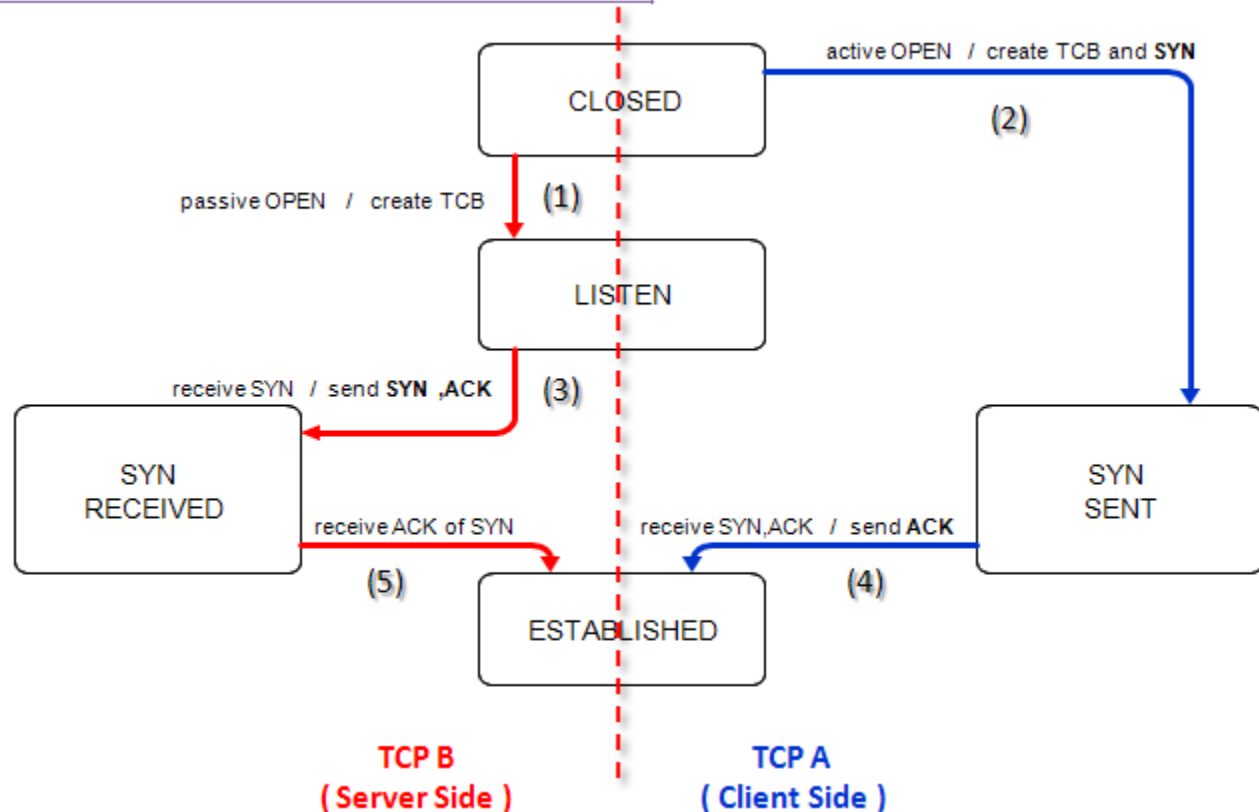 active OPEN / create TCB and SYN
CLOSED
(2)
passive OPEN / create TCB
(1)
LISTEN
receive SYN / send SYN ,ACK
(3)
SYN
RECEIVED
SYN
SENT
receive ACK of SYN
receive SYN,ACK / send ACK
(5)
(4)
ESTABLISHED
TCP B
( Server Side )
TCP A
( Client Side )